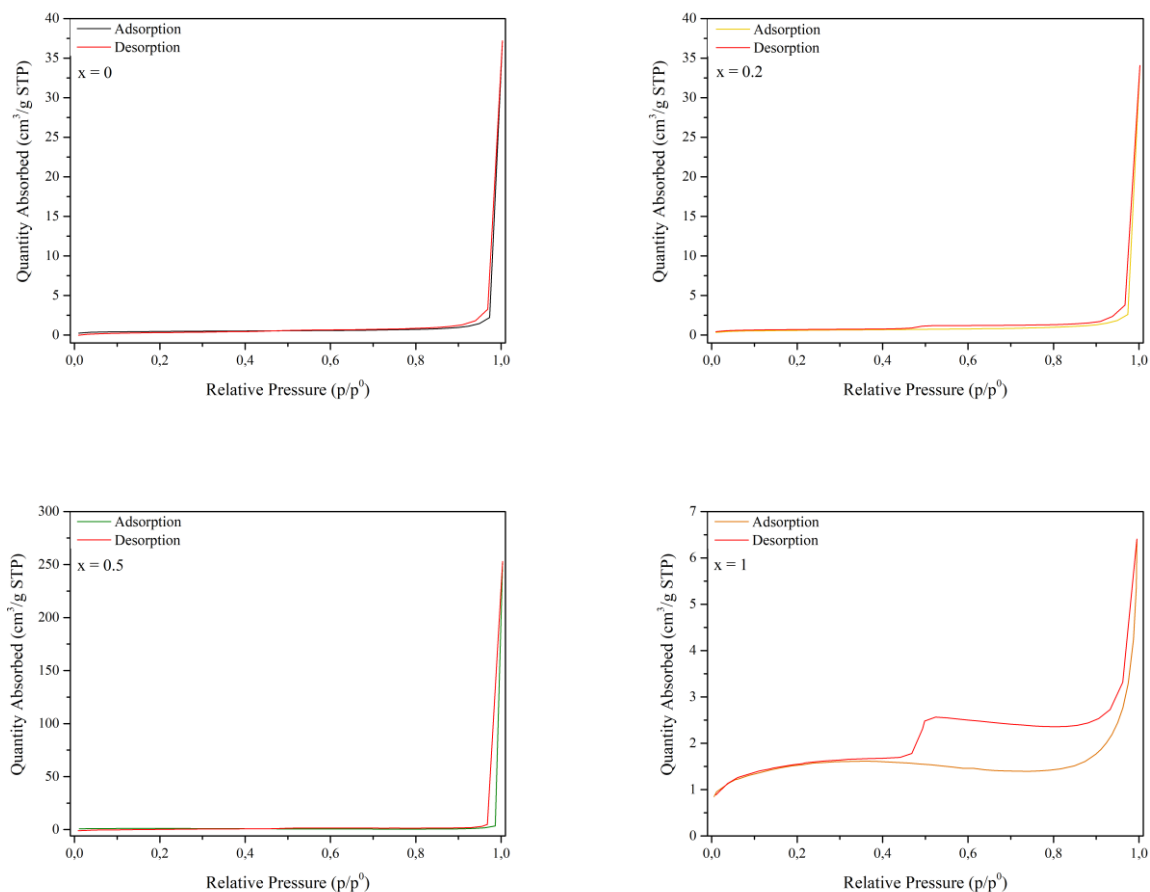 Adsorption
Desorption
x = 0
Quantity Absorbed (cm³/g STP)
40
35
30
25
20
15
10
5
0
0,0 0,2 0,4 0,6 0,8 1,0
Relative Pressure (p/p⁰)
Adsorption
Desorption
x = 0.2
Quantity Absorbed (cm³/g STP)
40
35
30
25
20
15
10
5
0
0,0 0,2 0,4 0,6 0,8 1,0
Relative Pressure (p/p⁰)
Adsorption
Desorption
x = 0.5
Quantity Absorbed (cm³/g STP)
300
250
200
150
100
50
0
0,0 0,2 0,4 0,6 0,8 1,0
Relative Pressure (p/p⁰)
Adsorption
Desorption
x = 1
Quantity Absorbed (cm³/g STP)
7
6
5
4
3
2
1
0
0,0 0,2 0,4 0,6 0,8 1,0
Relative Pressure (p/p⁰)